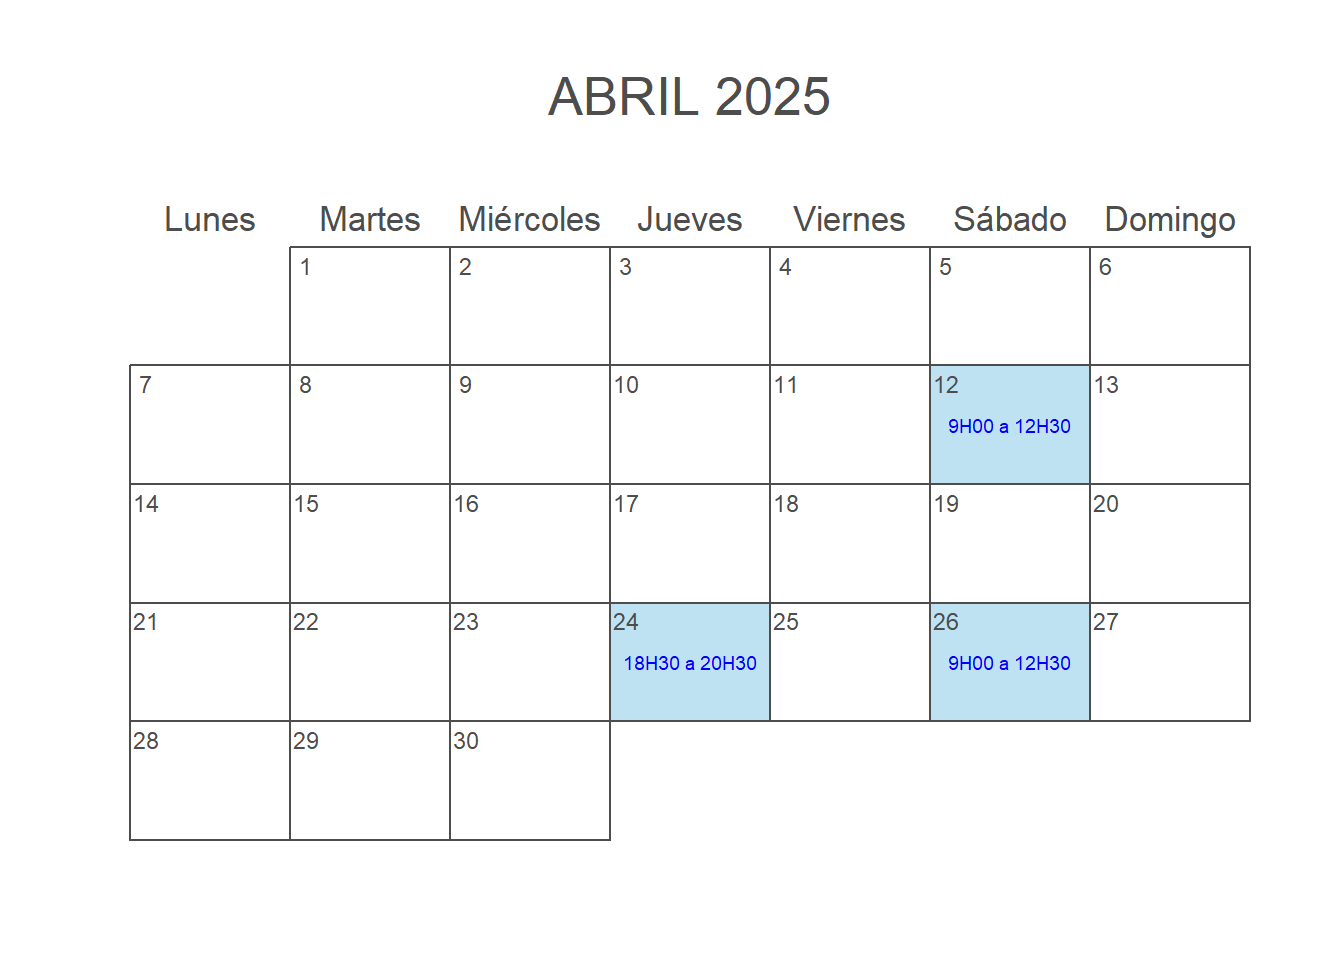 ABRIL 2025
Lunes Martes Miércoles Jueves Viernes Sábado Domingo
1 2 3 4 5 6
7 8 9 10 11 12 13
9H00 a 12H30
14 15 16 17 18 19 20
21 22 23 24 25 26 27
18H30 a 20H30 9H00 a 12H30
28 29 30